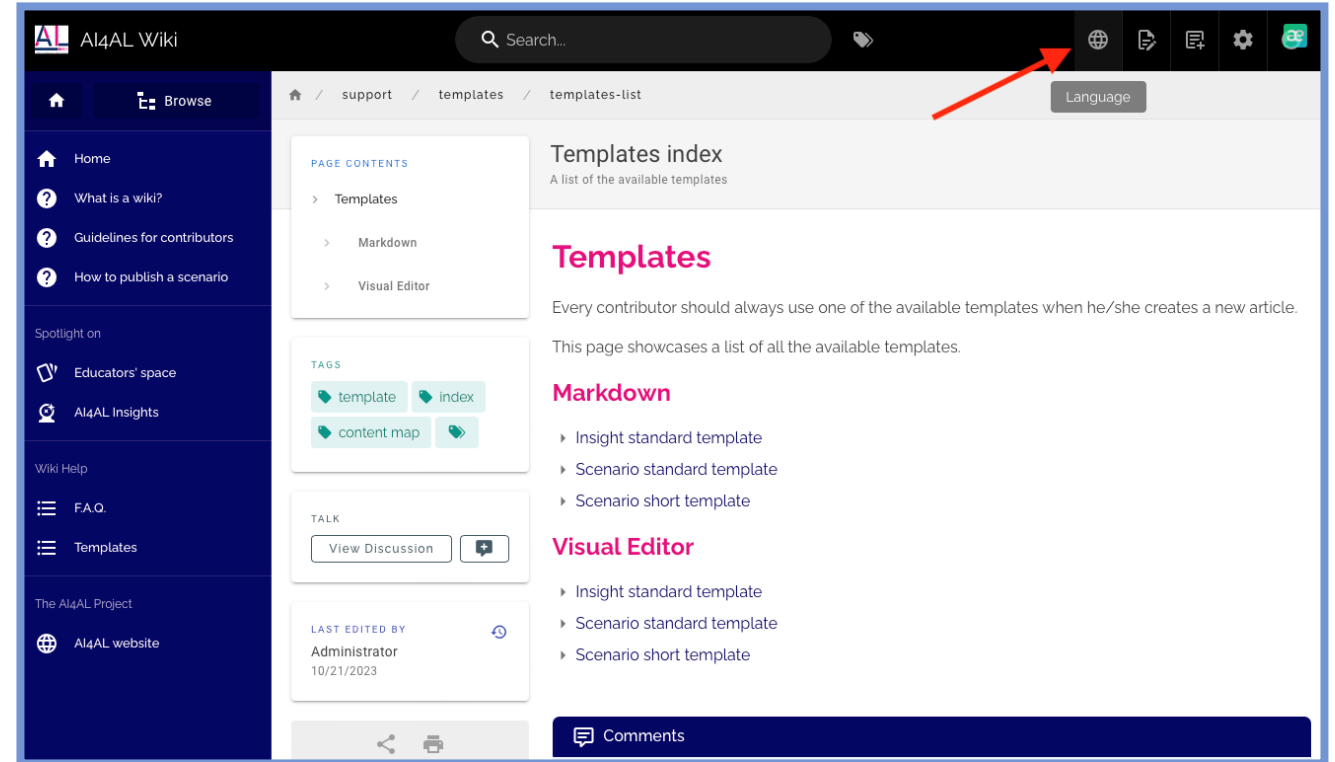 AI4AL Wiki
Search...
Browse
/ support / templates / templates-list
Language
Home
What is a wiki?
Guidelines for contributors
How to publish a scenario
Spotlight on
Educators' space
AI4AL Insights
Wiki Help
F.A.Q.
Templates
The AI4AL Project
AI4AL website
PAGE CONTENTS
Templates
Markdown
Visual Editor
TAGS
template
index
content map
TALK
View Discussion
LAST EDITED BY
Administrator
10/21/2023
Templates index
A list of the available templates
Templates
Every contributor should always use one of the available templates when he/she creates a new article.
This page showcases a list of all the available templates.
Markdown
Insight standard template
Scenario standard template
Scenario short template
Visual Editor
Insight standard template
Scenario standard template
Scenario short template
Comments